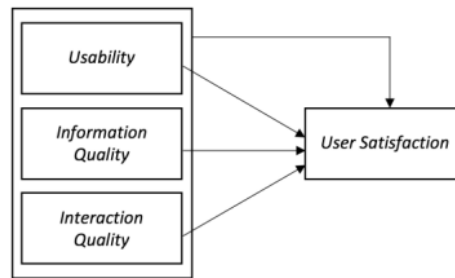 Usability
Information
Quality
User Satisfaction
Interaction
Quality